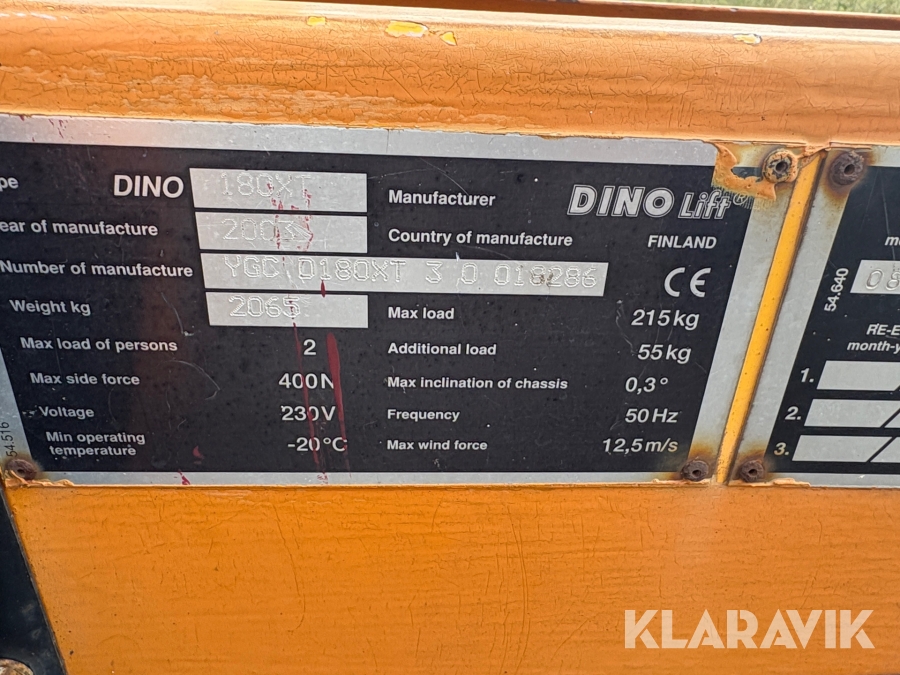 pe DINO 180XT
ear of manufacture 2003
Number of manufacture YGC D180XT 3 0 018286
Weight kg 2065
Max load of persons 2
Max side force 400N
Voltage 230V
Min operating temperature -20°C
54.516
Manufacturer DINO Lift
Country of manufacture FINLAND
CE
Max load 215kg
Additional load 55kg
Max inclination of chassis 0,3°
Frequency 50Hz
Max wind force 12,5m/s
54.640
08
RE-E
month-y
1.
2.
3.
KLARAVIK